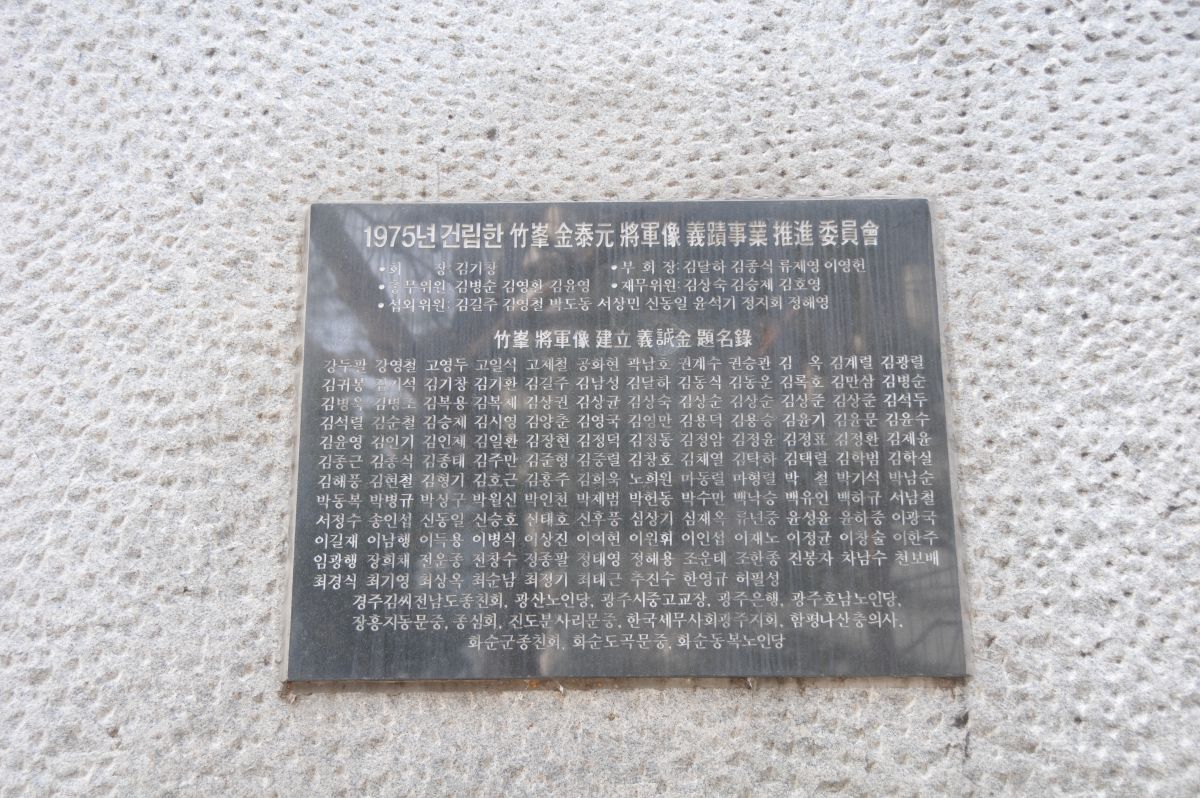 1975년 건립한 竹峯 金泰元 將軍像 義蹟事業 推進 委員會
• 회 장: 김기창 • 부 회 장: 김달하 김종식 류제영 이영헌
• 총무위원: 김병순 김영환 김윤영 • 재무위원: 김상숙 김승제 김호영
• 섭외위원: 김길주 김영철 박도동 서상민 신동일 윤석기 정지회 정해영
竹峯 將軍像 建立 義誠金 題名錄
강두팔 강영철 고영두 고일석 고제철 공화현 곽남호 권계수 권승관 김 옥 김계렬 김광렬
김귀봉 김기석 김기창 김기환 김길주 김남성 김달하 김동식 김동운 김록호 김만삼 김병순
김병옥 김병조 김복용 김복세 김상권 김상균 김상숙 김상순 김상순 김상준 김상준 김석두
김석렬 김순철 김승제 김시영 김양춘 김영국 김영만 김용덕 김용승 김윤기 김윤문 김윤수
김윤영 김인기 김인채 김일환 김장현 김정덕 김정동 김정암 김정윤 김정표 김정환 김제윤
김종근 김종식 김종태 김주만 김준형 김중렬 김창호 김채열 김탁하 김택렬 김학범 김학실
김해풍 김현철 김형기 김호근 김홍주 김희욱 노희원 마동렬 마형렬 박 철 박기석 박남순
박동복 박병규 박상구 박월신 박인천 박재범 박헌동 박수만 백낙승 백유인 백하규 서남철
서정수 송인섭 신동일 신승호 신태호 신후풍 심상기 심재옥 류년중 윤성윤 윤하중 이광국
이길재 이남행 이득용 이병식 이상진 이여현 이원회 이인섭 이재노 이정균 이창술 이한주
임광행 장희채 전운종 전창수 정종팔 정태영 정해용 조운태 조한종 진봉자 차남수 천보배
최경식 최기영 최상옥 최순남 최정기 최태근 추진수 한영규 허필성
경주김씨전남도종친회, 광산노인당, 광주시중고교장, 광주은행, 광주호남노인당,
장흥지동문중, 종심회, 진도분사리문중, 한국세무사회광주지회, 함평나산충의사,
화순군종친회, 화순도곡문중, 화순동복노인당